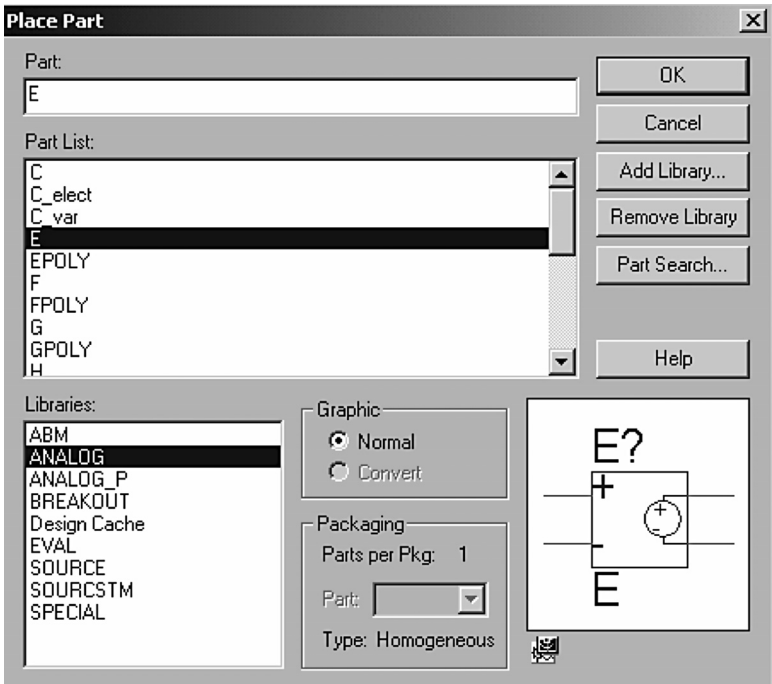 Place Part
Part:
E
OK
Cancel
Part List:
C
C_elect
C_var
E
EPOLY
F
FPOLY
G
GPOLY
H
Add Library...
Remove Library
Part Search...
Help
Libraries:
ABM
ANALOG
ANALOG_P
BREAKOUT
Design Cache
EVAL
SOURCE
SOURCSTM
SPECIAL
Graphic
Normal
Convert
Packaging
Parts per Pkg: 1
Part:
Type: Homogeneous
E?
+
+
-
-
E